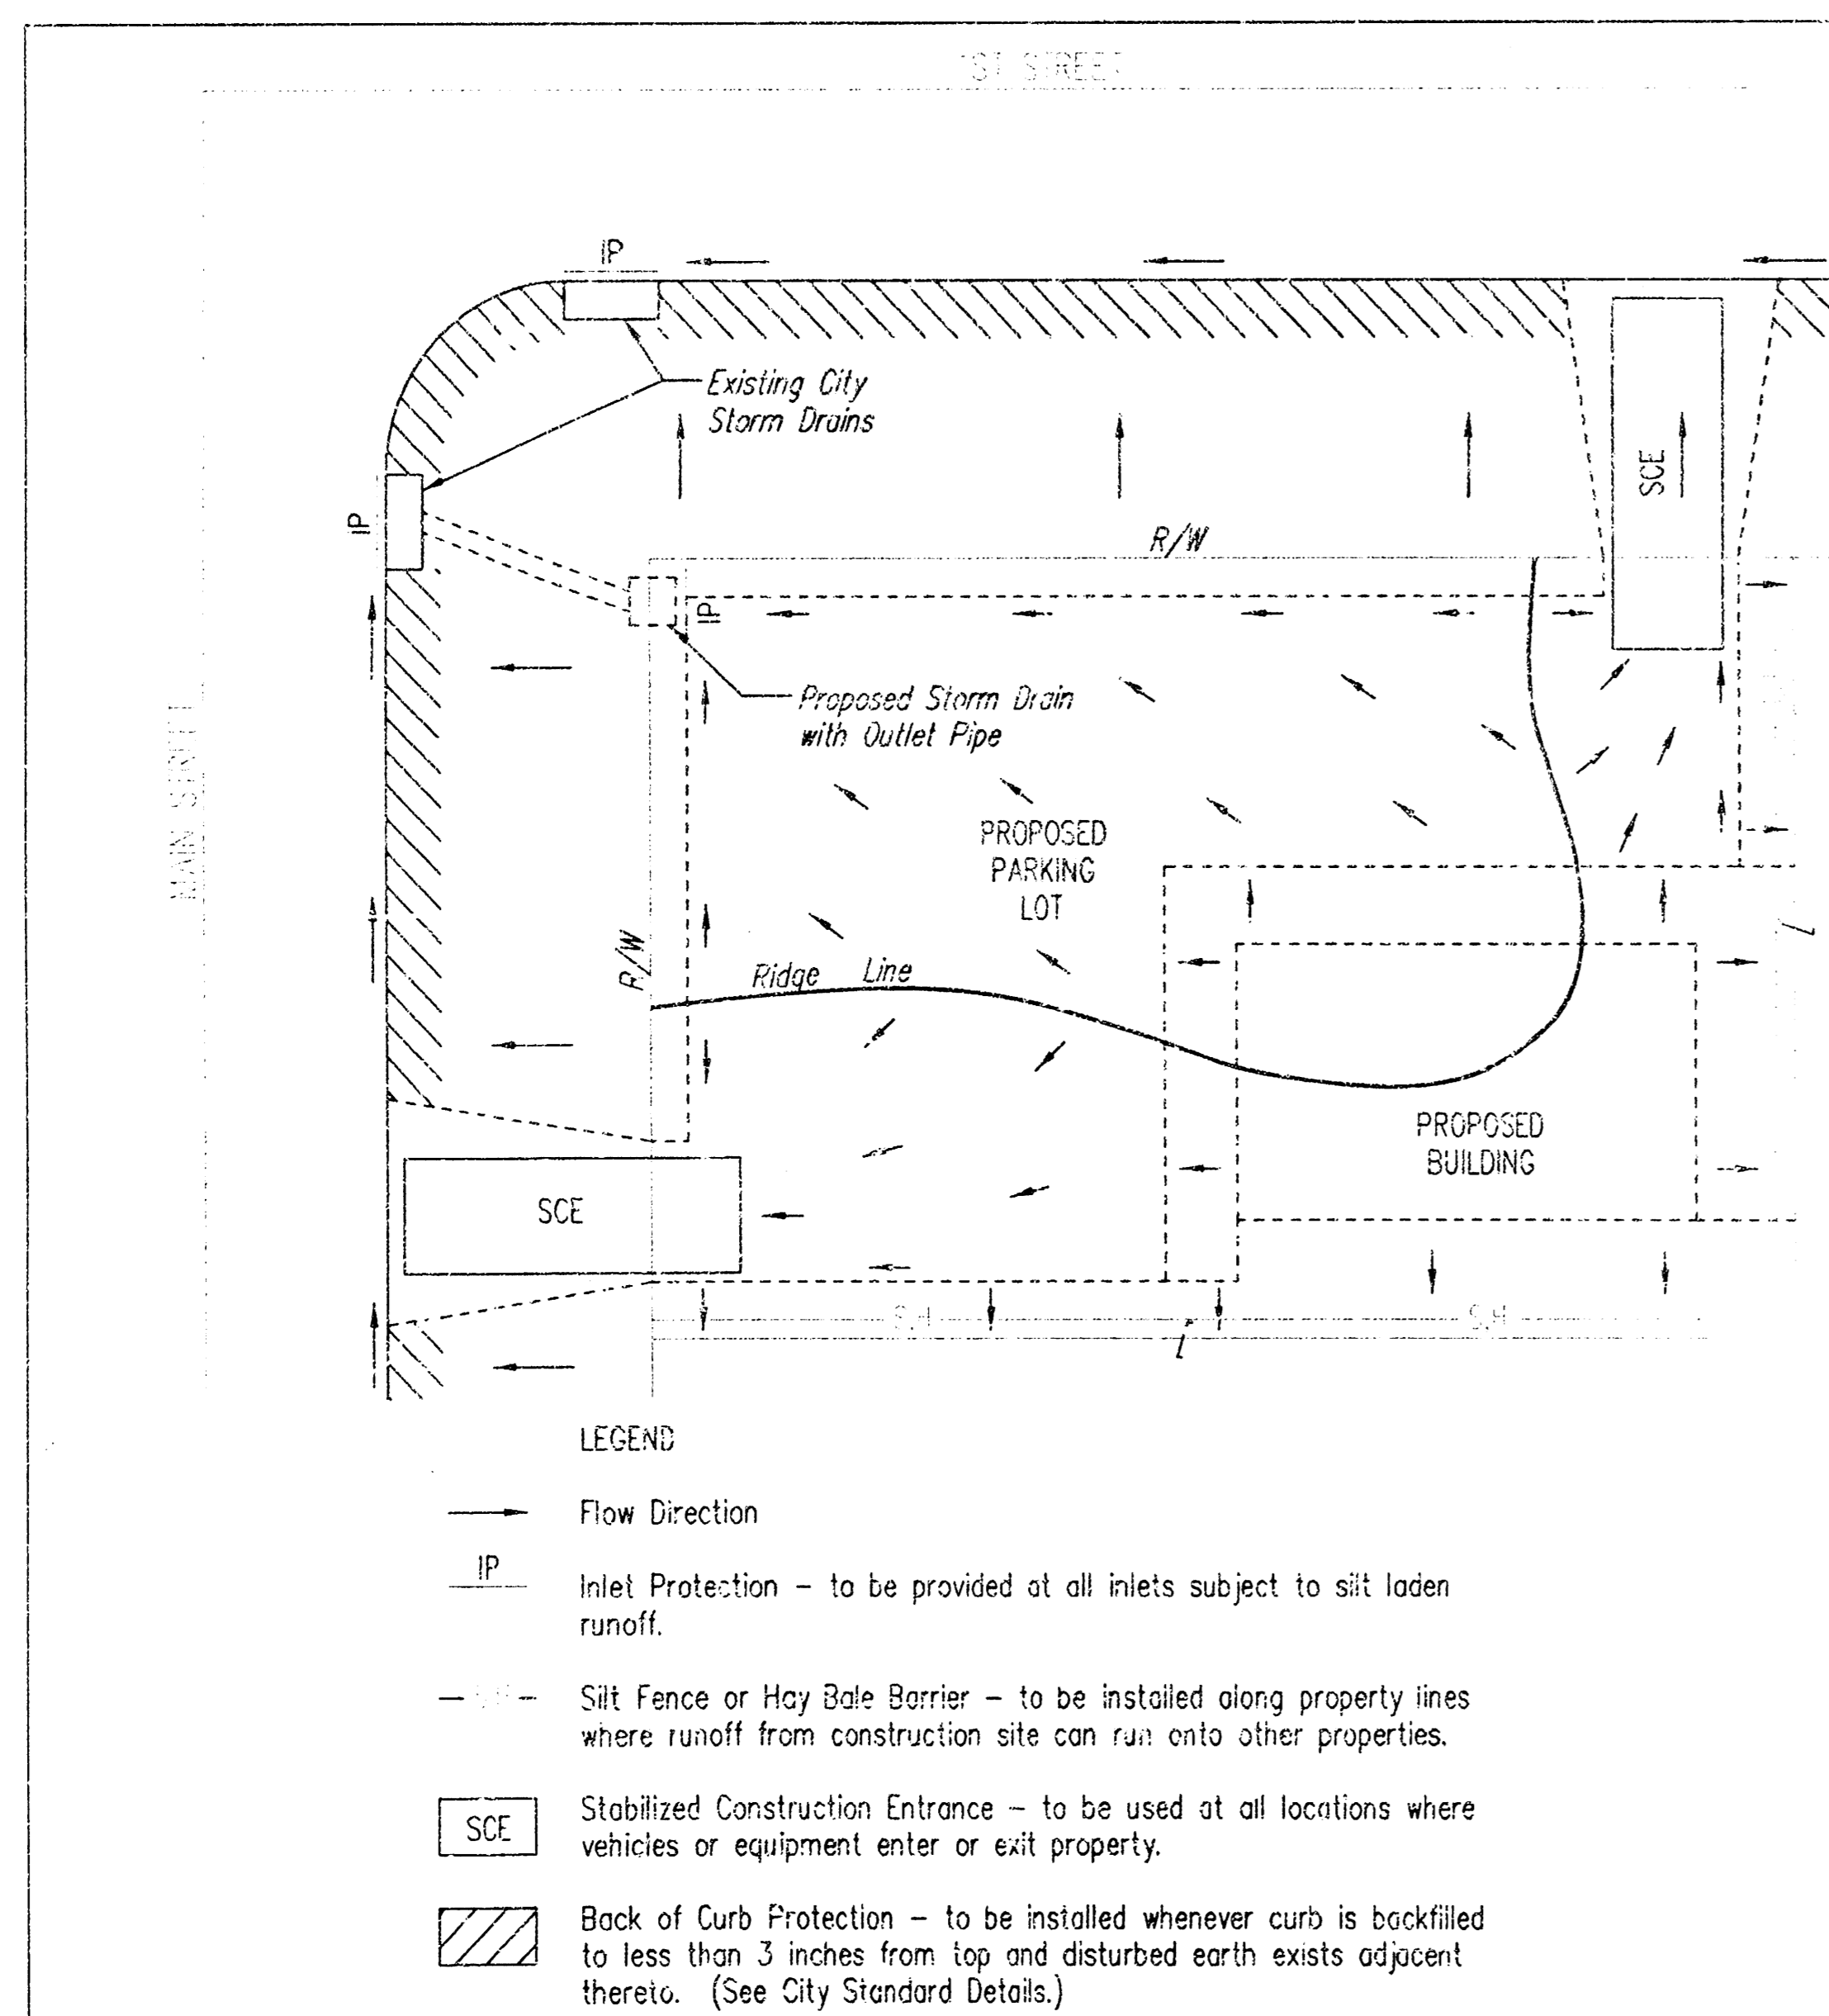 1ST STREET
IP
Existing City
Storm Drains
SCE
IP
R/W
IP
Proposed Storm Drain
with Outlet Pipe
MAIN STREET
PROPOSED
PARKING
LOT
R/W
Ridge Line
L
PROPOSED
BUILDING
SCE
S/H
S/H
L
LEGEND
Flow Direction
IP
Inlet Protection – to be provided at all inlets subject to silt laden
runoff.
Silt Fence or Hay Bale Barrier – to be installed along property lines
where runoff from construction site can run onto other properties.
SCE
Stabilized Construction Entrance – to be used at all locations where
vehicles or equipment enter or exit property.
Back of Curb Protection – to be installed whenever curb is backfilled
to less than 3 inches from top and disturbed earth exists adjacent
thereto. (See City Standard Details.)